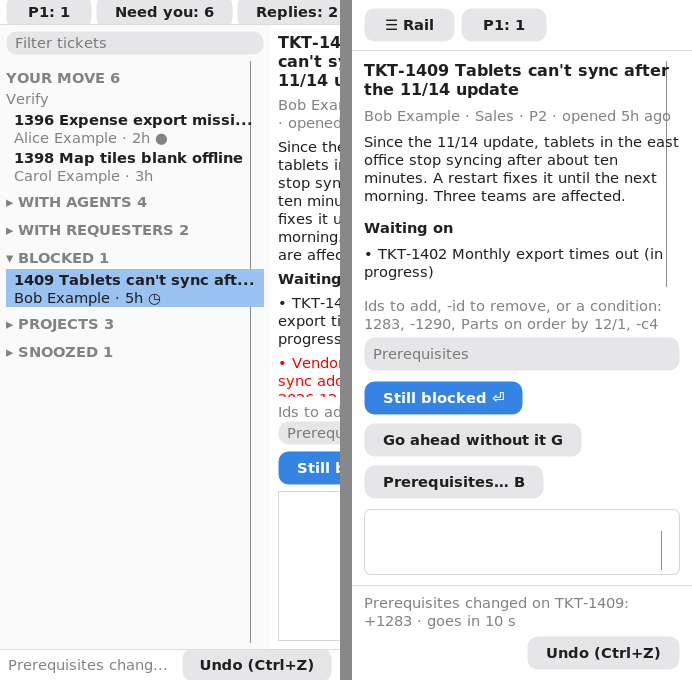 P1: 1
Need you: 6
Replies: 2
Filter tickets
YOUR MOVE 6
Verify
1396 Expense export missi...
Alice Example · 2h ●
1398 Map tiles blank offline
Carol Example · 3h
▸ WITH AGENTS 4
▸ WITH REQUESTERS 2
▾ BLOCKED 1
1409 Tablets can't sync aft...
Bob Example · 5h ◷
▸ PROJECTS 3
▸ SNOOZED 1
Prerequisites chang...
Undo (Ctrl+Z)
TKT-14
can't sy
11/14 u
Bob Exa
· opened
Since the
tablets i
stop syn
ten minu
fixes it u
morning.
are affec
Waiting
• TKT-14
export ti
progress
• Vendo
sync add
Ids to ad
Prerequ
Still b
☰ Rail
P1: 1
TKT-1409 Tablets can't sync after
the 11/14 update
Bob Example · Sales · P2 · opened 5h ago
Since the 11/14 update, tablets in the east
office stop syncing after about ten
minutes. A restart fixes it until the next
morning. Three teams are affected.
Waiting on
• TKT-1402 Monthly export times out (in
progress)
Ids to add, -id to remove, or a condition:
1283, -1290, Parts on order by 12/1, -c4
Prerequisites
Still blocked ⏎
Go ahead without it G
Prerequisites… B
Prerequisites changed on TKT-1409:
+1283 · goes in 10 s
Undo (Ctrl+Z)